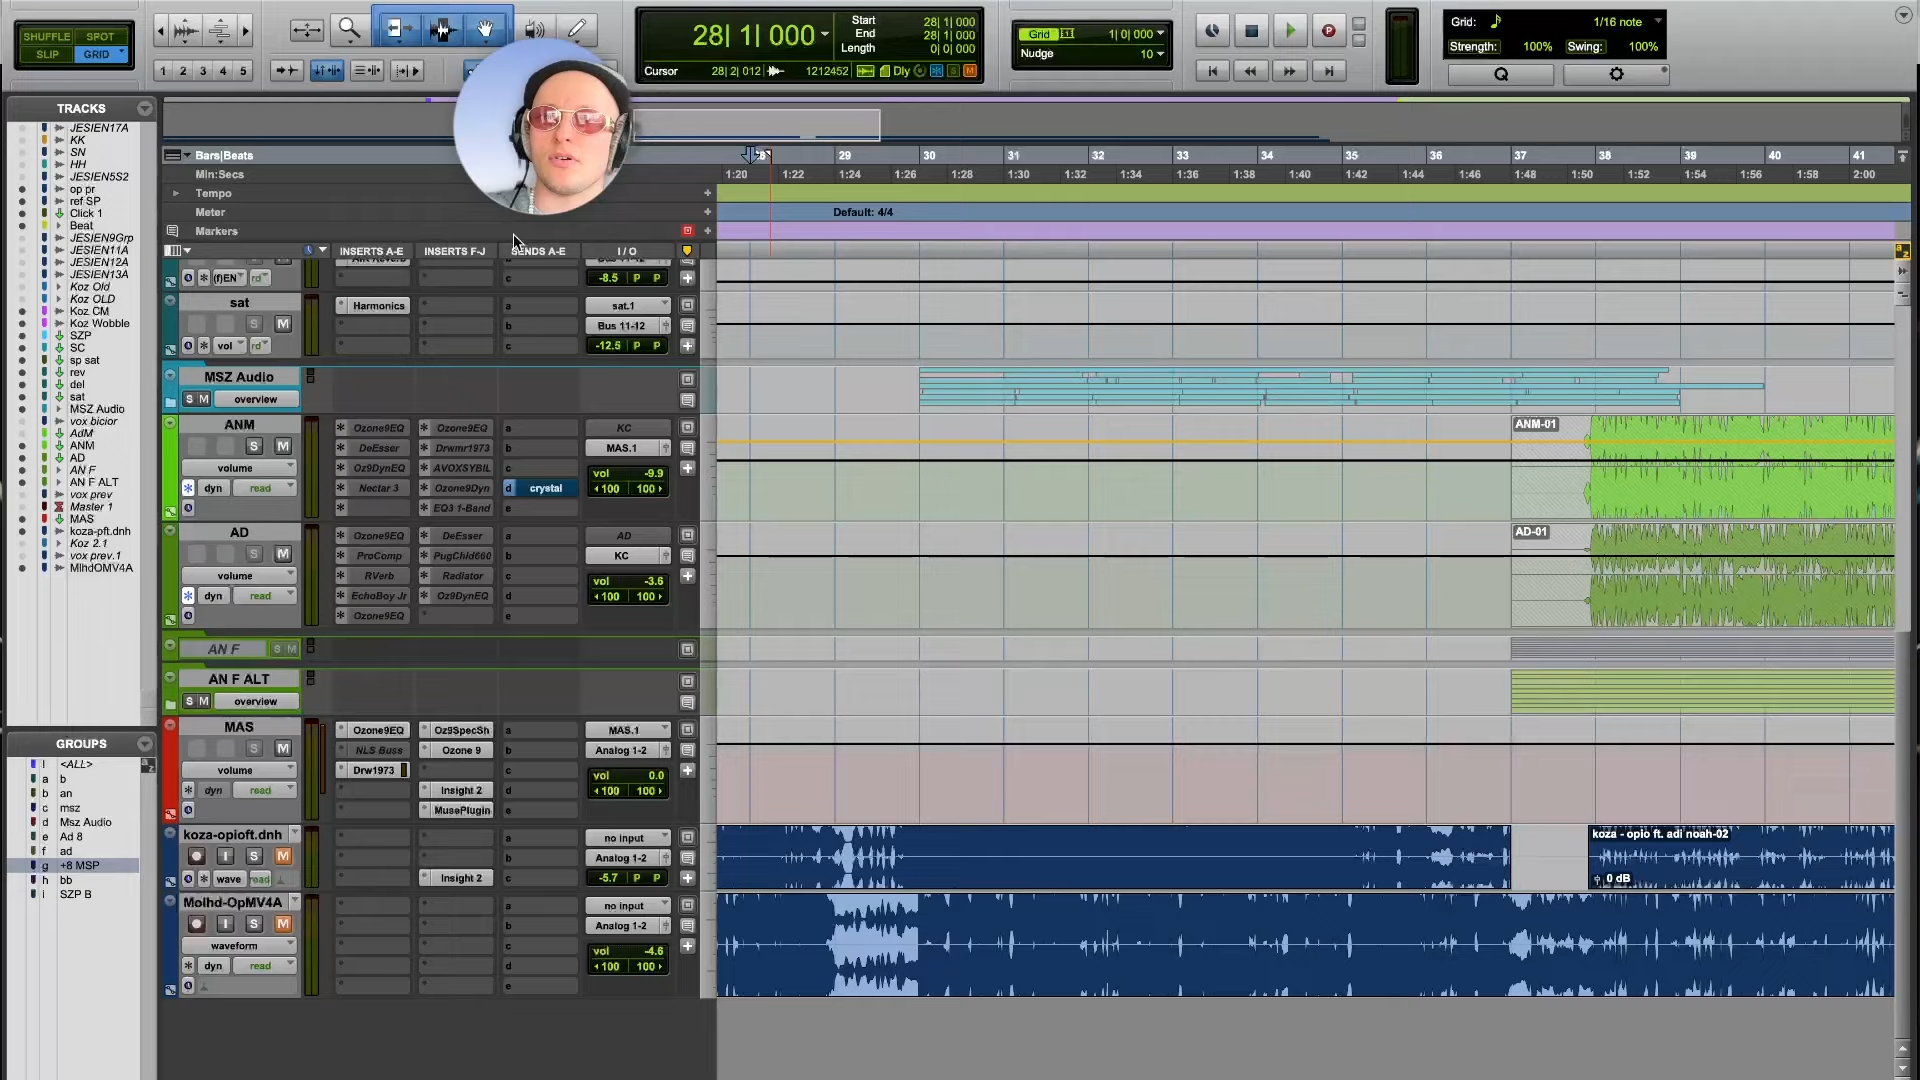 SHUFFLE SPOT
SLIP GRID
1 2 3 4 5
28| 1| 000
Start 28| 1| 000
End 28| 1| 000
Length 0| 0| 000
Cursor 28| 2| 012 1212452 Dly S M
Grid 1| 0| 000
Nudge 10
P
Grid: 1/16 note
Strength: 100% Swing: 100%
Q
TRACKS
JESIEN17A
KK
SN
HH
JESIEN5S2
op pr
ref SP
Click 1
Beat
JESIEN9Grp
JESIEN11A
JESIEN12A
JESIEN13A
Koz Old
Koz OLD
Koz CM
Koz Wobble
SZP
SC
sp sat
rev
del
sat
MSZ Audio
vox bicior
AdM
ANM
AD
AN F
AN F ALT
vox prev
Master 1
MAS
koza-pft.dnh
Koz 2.1
vox prev.1
MlhdOMV4A
GROUPS
! <ALL>
a b
b an
c msz
d Msz Audio
e Ad 8
f ad
g +8 MSP
h bb
i SZP B
Bars|Beats 29 30 31 32 33 34 35 36 37 38 39 40 41
Min:Secs 1:20 1:22 1:24 1:26 1:28 1:30 1:32 1:34 1:36 1:38 1:40 1:42 1:44 1:46 1:48 1:50 1:52 1:54 1:56 1:58 2:00
Tempo
Meter Default: 4/4
Markers
INSERTS A-E INSERTS F-J SENDS A-E I / O
(f)EN rd c -8.5 P P
sat Harmonics a sat.1
S M b Bus 11-12
vol rd c -12.5 P P
MSZ Audio
S M overview
ANM Ozone9EQ Ozone9EQ a KC ANM-01
S M DeEsser Drwmr1973 b MAS.1
volume Oz9DynEQ AVOXSYBIL c vol -9.9
dyn read Nectar 3 Ozone9Dyn d crystal 100 100
EQ3 1-Band e
AD Ozone9EQ DeEsser a AD AD-01
S M ProComp PugChld660 b KC
volume RVerb Radiator c vol -3.6
dyn read EchoBoy Jr Oz9DynEQ d 100 100
Ozone9EQ e
AN F S M
AN F ALT
S M overview
MAS Ozone9EQ Oz9SpecSh a MAS.1
S M NLS Buss Ozone 9 b Analog 1-2
volume Drw1973 c vol 0.0
dyn read Insight 2 d 100 100
MusePlugin e
koza-opioft.dnh a no input koza - opio ft. adi noah-02
I S M b Analog 1-2
wave read Insight 2 c -5.7 P P 0 dB
Molhd-OpMV4A a no input
I S M b Analog 1-2
waveform c vol -4.6
dyn read d 100 100
e